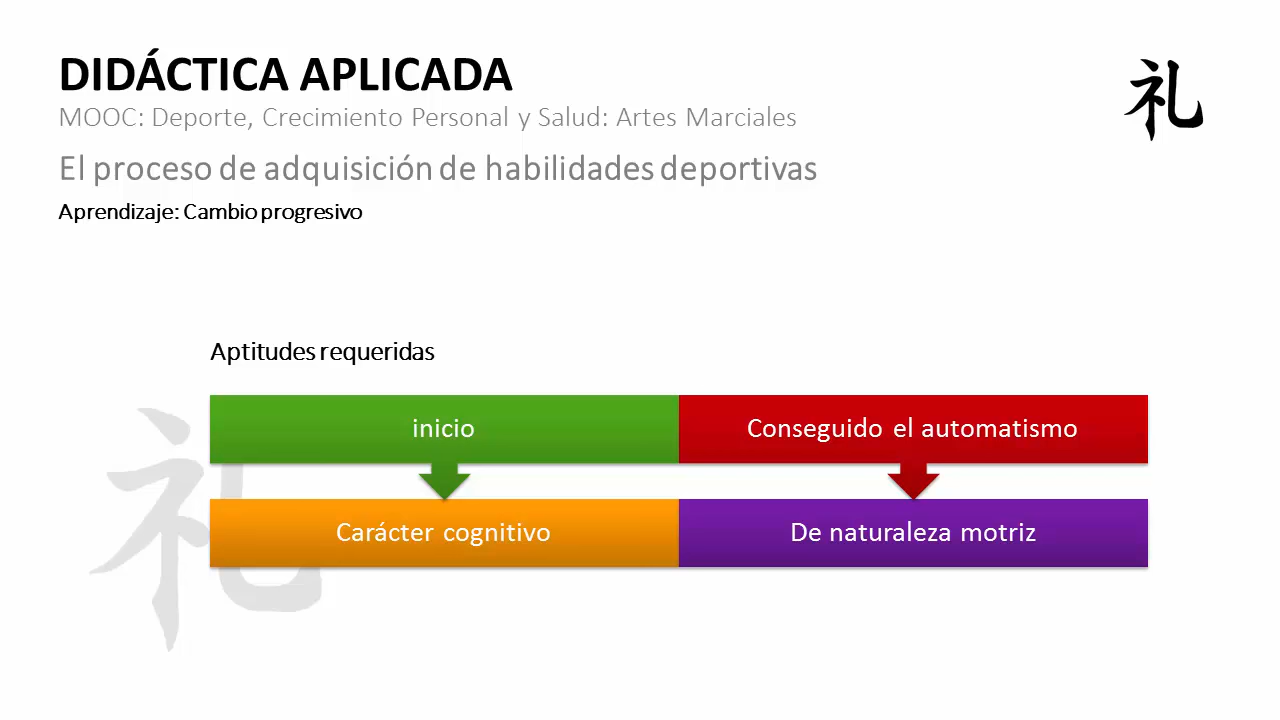 DIDÁCTICA APLICADA
礼
MOOC: Deporte, Crecimiento Personal y Salud: Artes Marciales
El proceso de adquisición de habilidades deportivas
Aprendizaje: Cambio progresivo
Aptitudes requeridas
inicio
Conseguido el automatismo
Carácter cognitivo
De naturaleza motriz
礼